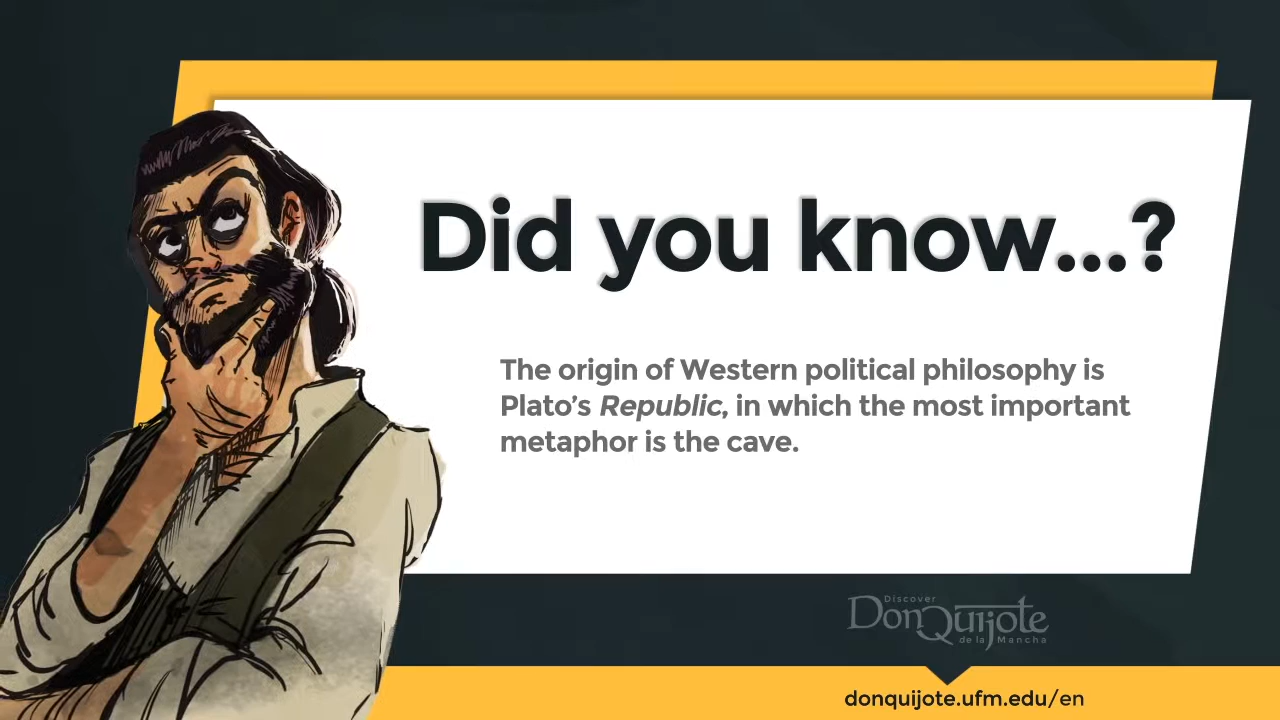 Did you know...?
The origin of Western political philosophy is
Plato’s Republic, in which the most important
metaphor is the cave.
Discover
DonQuijote
de la Mancha
donquijote.ufm.edu/en